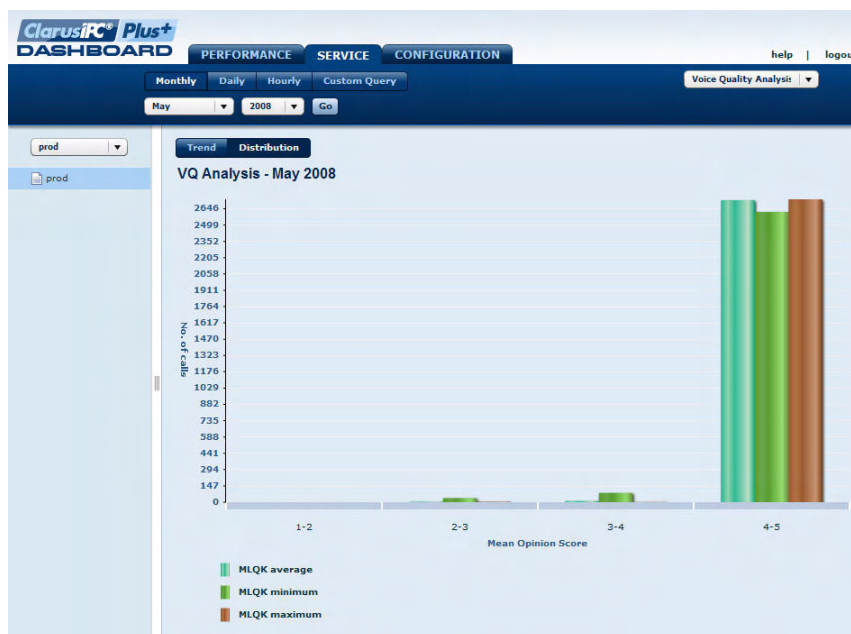 ClarusIPC® Plus+
DASHBOARD
PERFORMANCE SERVICE CONFIGURATION
help |
Monthly Daily Hourly Custom Query
Voice Quality
May 2008 Go
prod
prod
Trend Distribution
VQ Analysis - May 2008
2646
2499
2352
2205
2058
1911
1764
1617
1470
1323
1176
1029
882
735
588
441
294
147
0
No. of calls
1-2 2-3 3-4 4-5
Mean Opinion Score
MLQK average
MLQK minimum
MLQK maximum